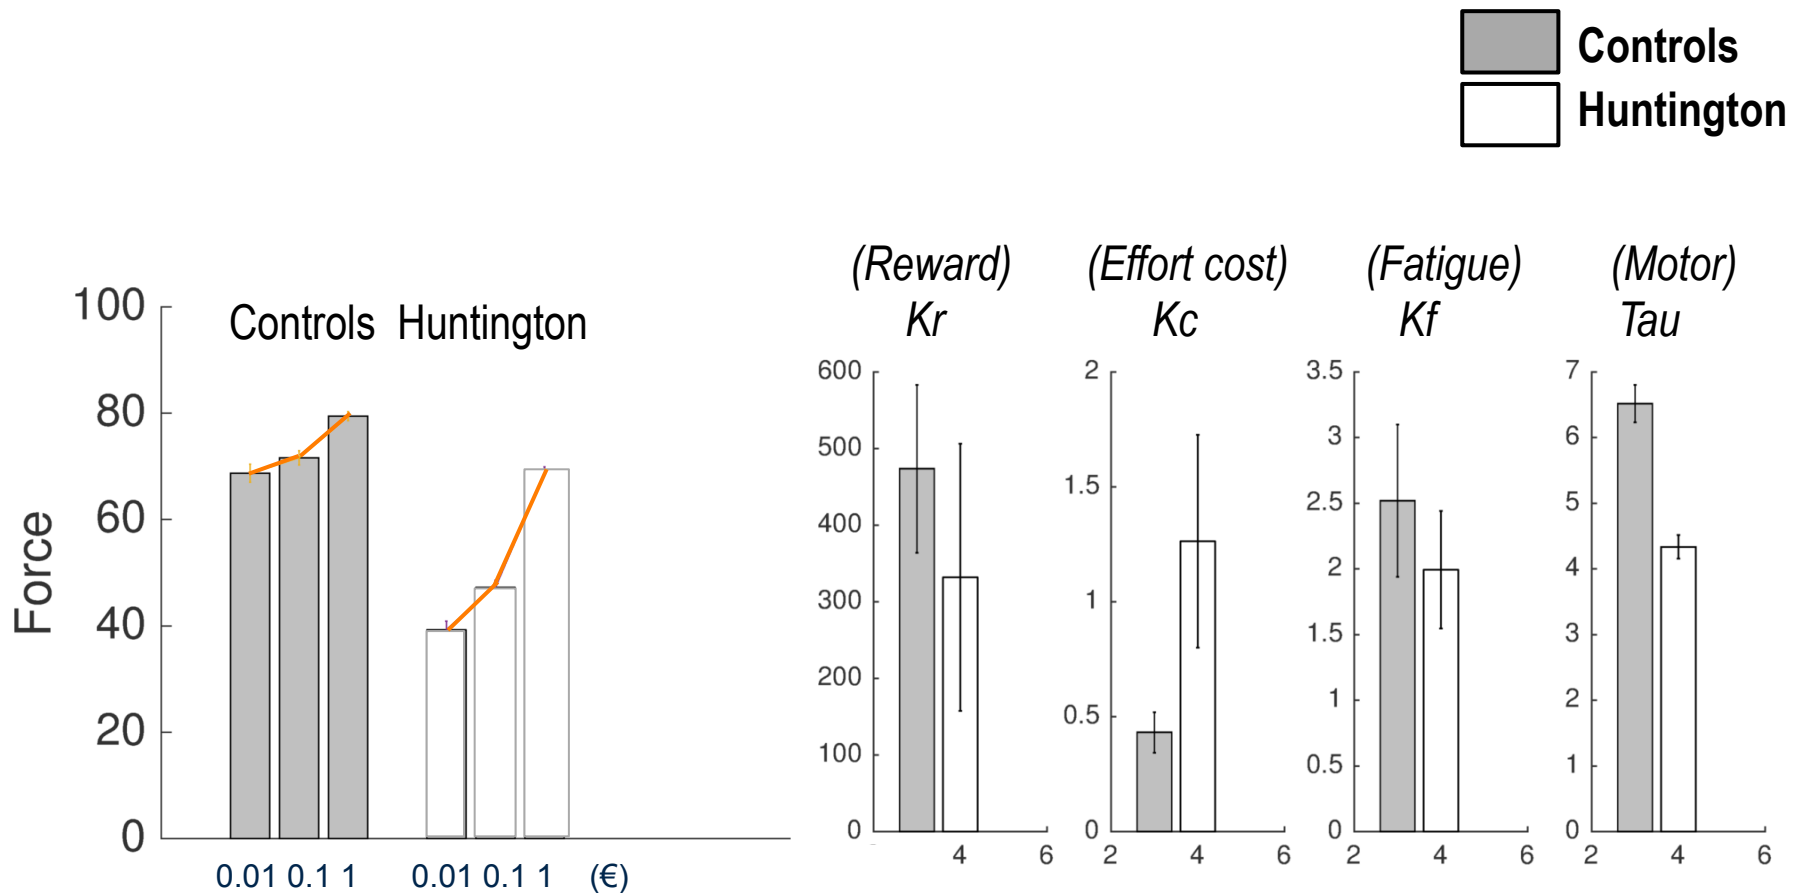 Controls
Huntington
Controls Huntington
100
80
60
40
20
0
Force
0.01 0.1 1 0.01 0.1 1 (€)
(Reward)
Kr
600
500
400
300
200
100
0
4 6
(Effort cost)
Kc
2
1.5
1
0.5
0
2 4 6
(Fatigue)
Kf
3.5
3
2.5
2
1.5
1
0.5
0
2 4 6
(Motor)
Tau
7
6
5
4
3
2
1
0
2 4 6